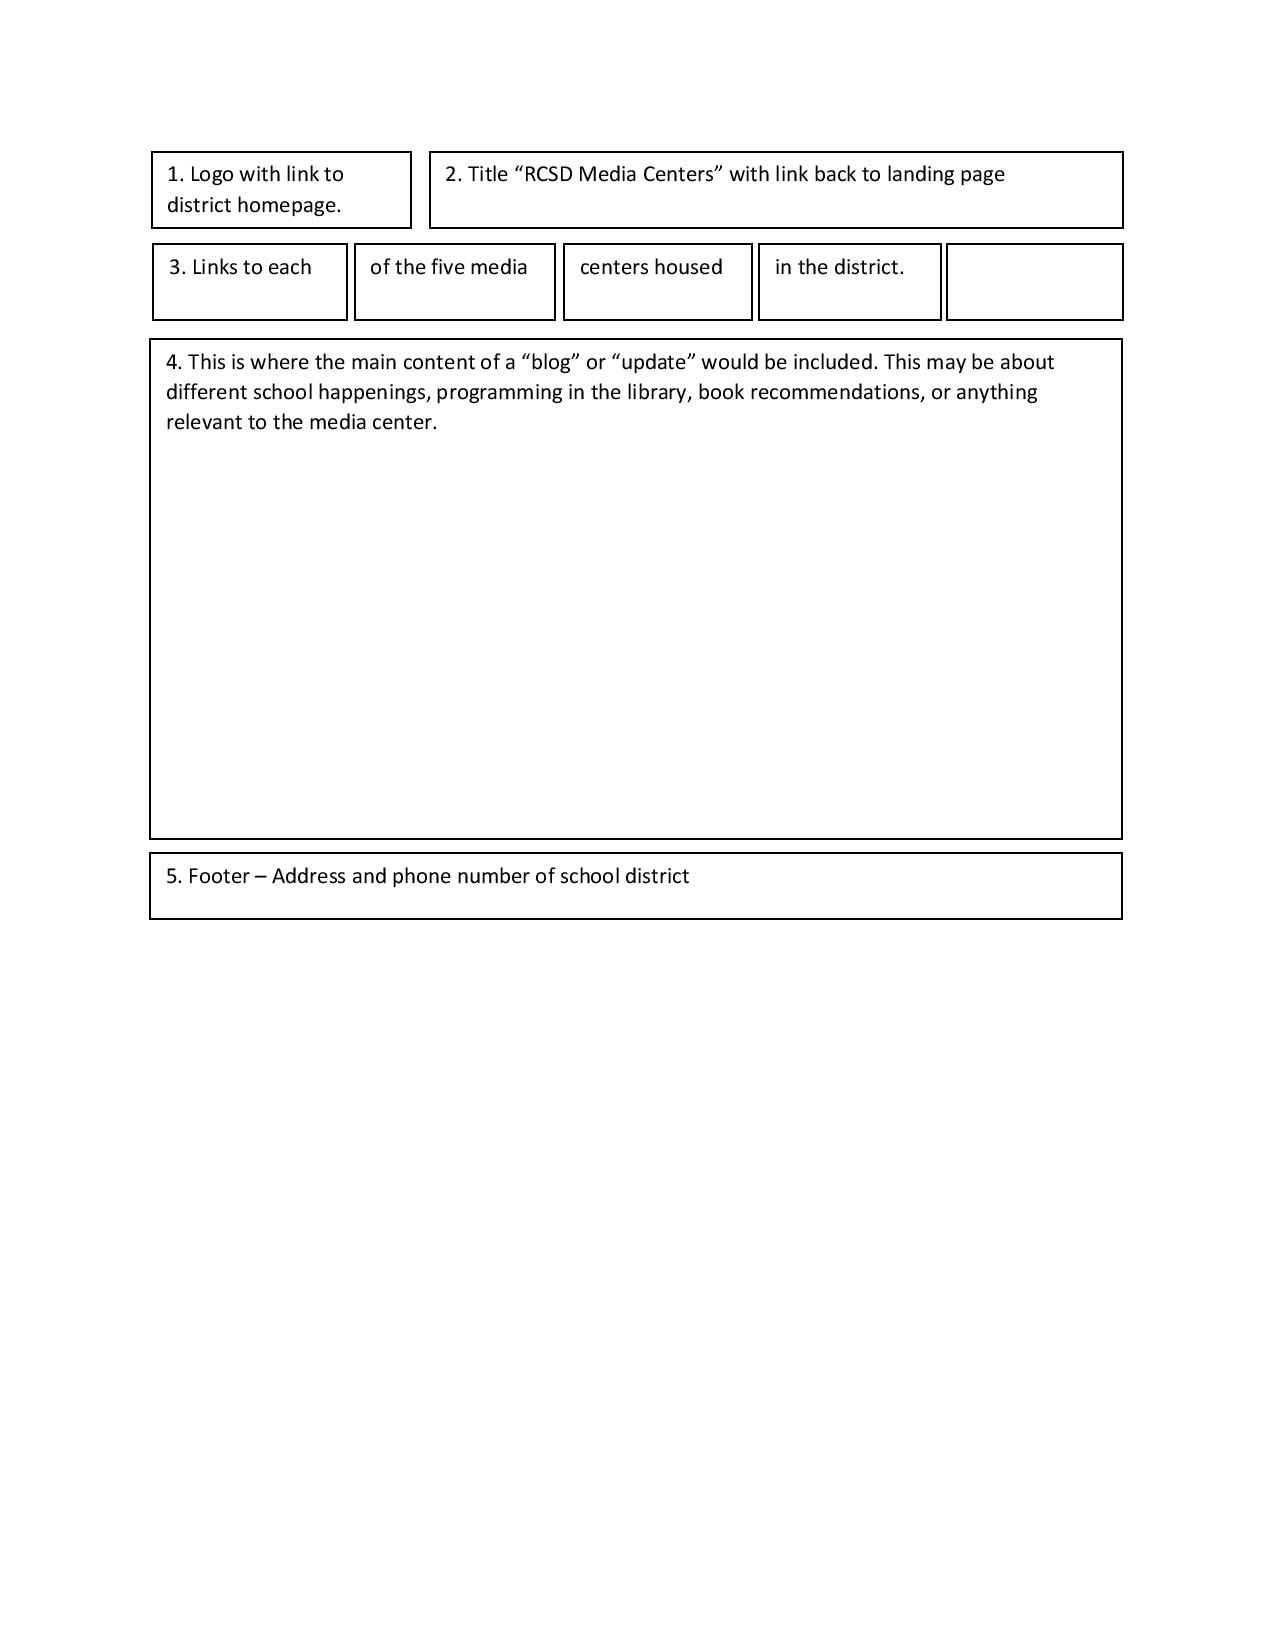 1. Logo with link to
district homepage.
2. Title “RCSD Media Centers” with link back to landing page
3. Links to each
of the five media
centers housed
in the district.
4. This is where the main content of a “blog” or “update” would be included. This may be about
different school happenings, programming in the library, book recommendations, or anything
relevant to the media center.
5. Footer – Address and phone number of school district